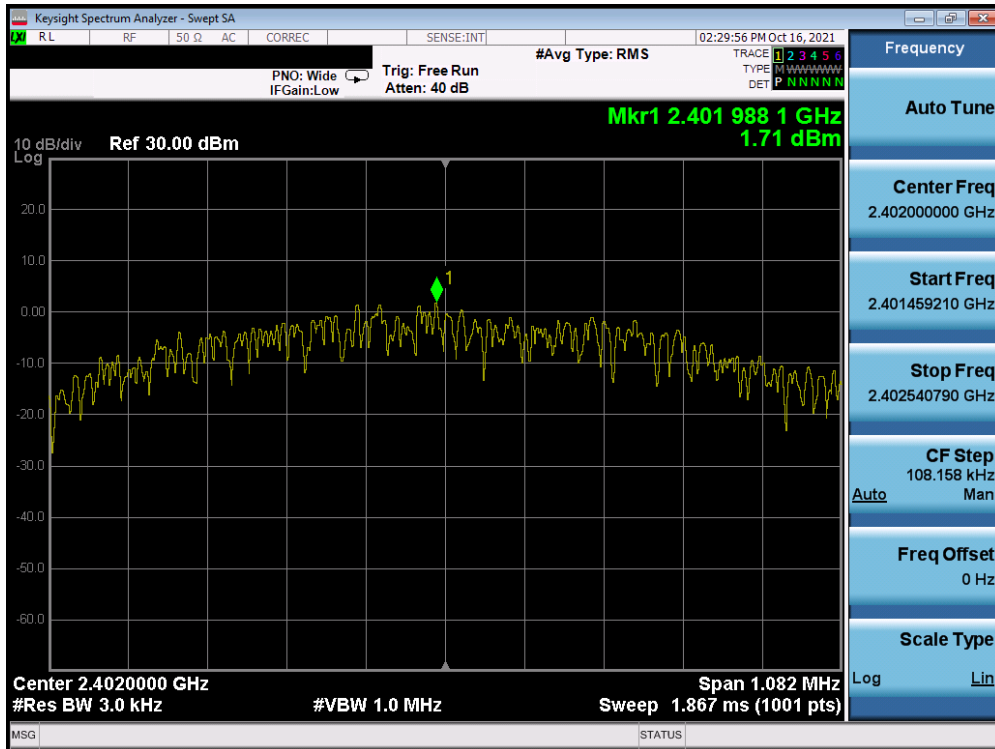 Keysight Spectrum Analyzer - Swept SA
LXI RL RF 50 Ω AC CORREC SENSE:INT 02:29:56 PM Oct 16, 2021
#Avg Type: RMS
TRACE 1 2 3 4 5 6
TYPE M W W W W W
DET P N N N N N
PNO: Wide
IFGain:Low
Trig: Free Run
Atten: 40 dB
Mkr1 2.401 988 1 GHz
1.71 dBm
10 dB/div
Log
Ref 30.00 dBm
20.0
10.0
0.00
-10.0
-20.0
-30.0
-40.0
-50.0
-60.0
1
Center 2.4020000 GHz
Span 1.082 MHz
#Res BW 3.0 kHz
#VBW 1.0 MHz
Sweep 1.867 ms (1001 pts)
MSG
STATUS
Frequency
Auto Tune
Center Freq
2.402000000 GHz
Start Freq
2.401459210 GHz
Stop Freq
2.402540790 GHz
CF Step
108.158 kHz
Auto Man
Freq Offset
0 Hz
Scale Type
Log Lin